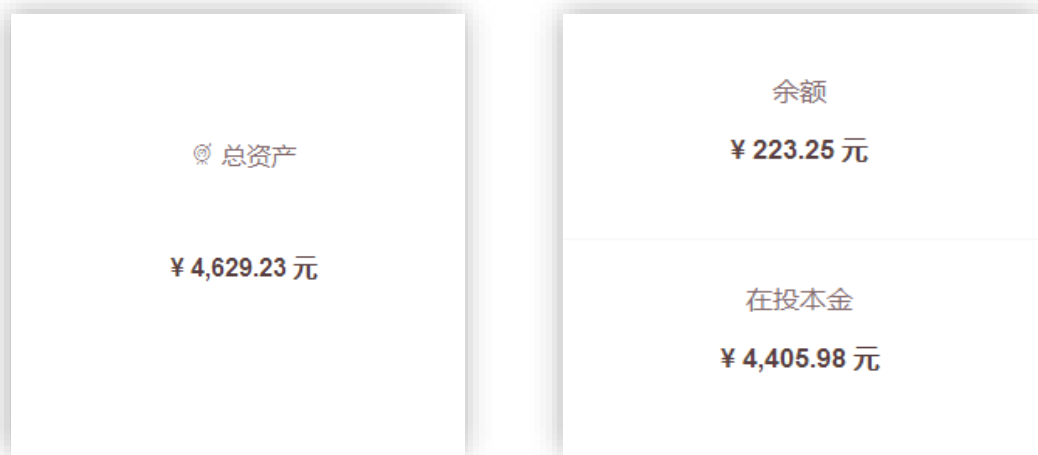 总资产
¥ 4,629.23 元
余额
¥ 223.25 元
在投本金
¥ 4,405.98 元